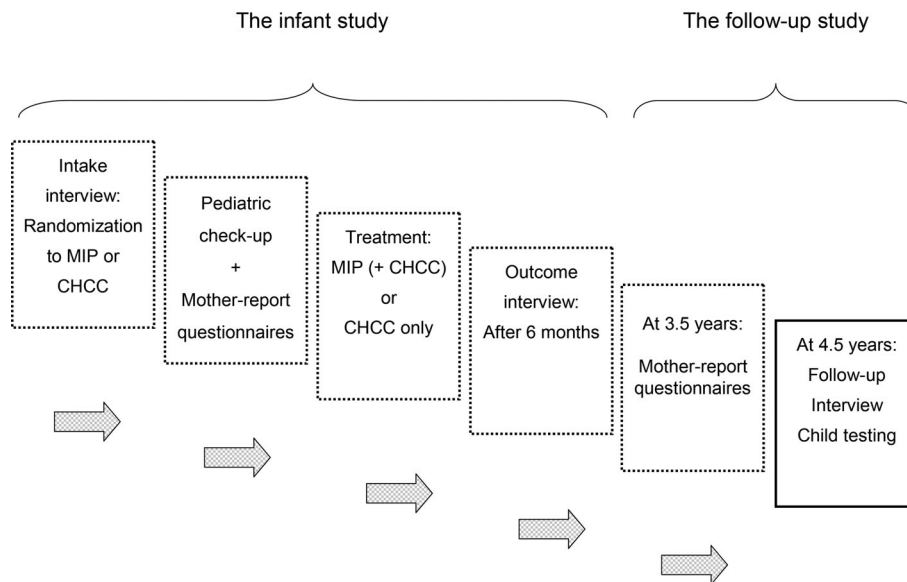 The infant study
The follow-up study
Intake
interview:
Randomization
to MIP or
CHCC
Pediatric
check-up
+
Mother-report
questionnaires
Treatment:
MIP (+ CHCC)
or
CHCC only
Outcome
interview:
After 6 months
At 3.5 years:
Mother-report
questionnaires
At 4.5 years:
Follow-up
Interview
Child testing